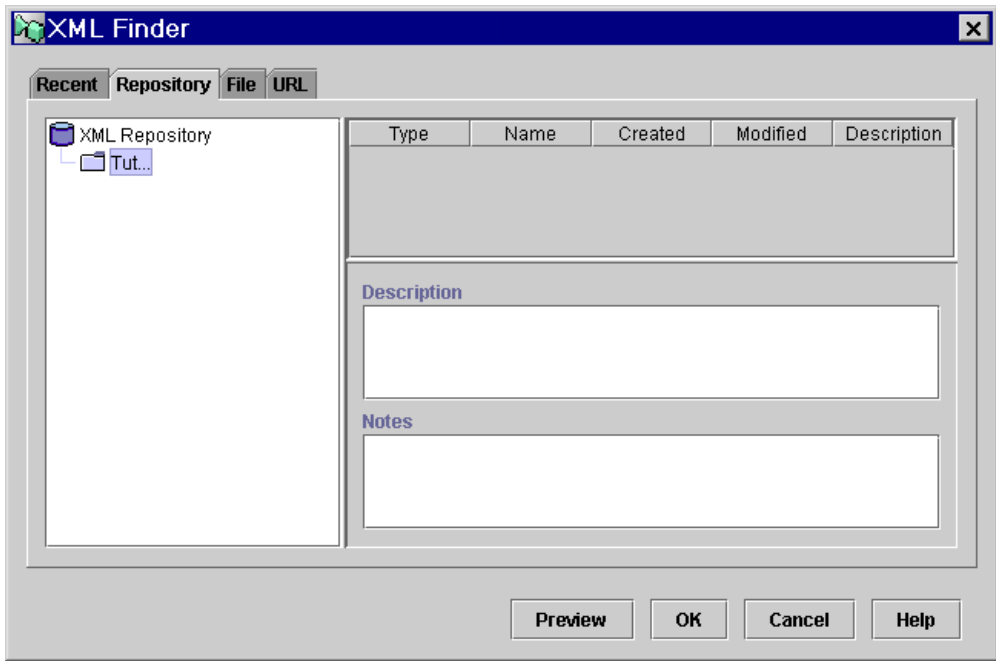 XML Finder
Recent Repository File URL
XML Repository
Tut...
Type Name Created Modified Description
Description
Notes
Preview OK Cancel Help